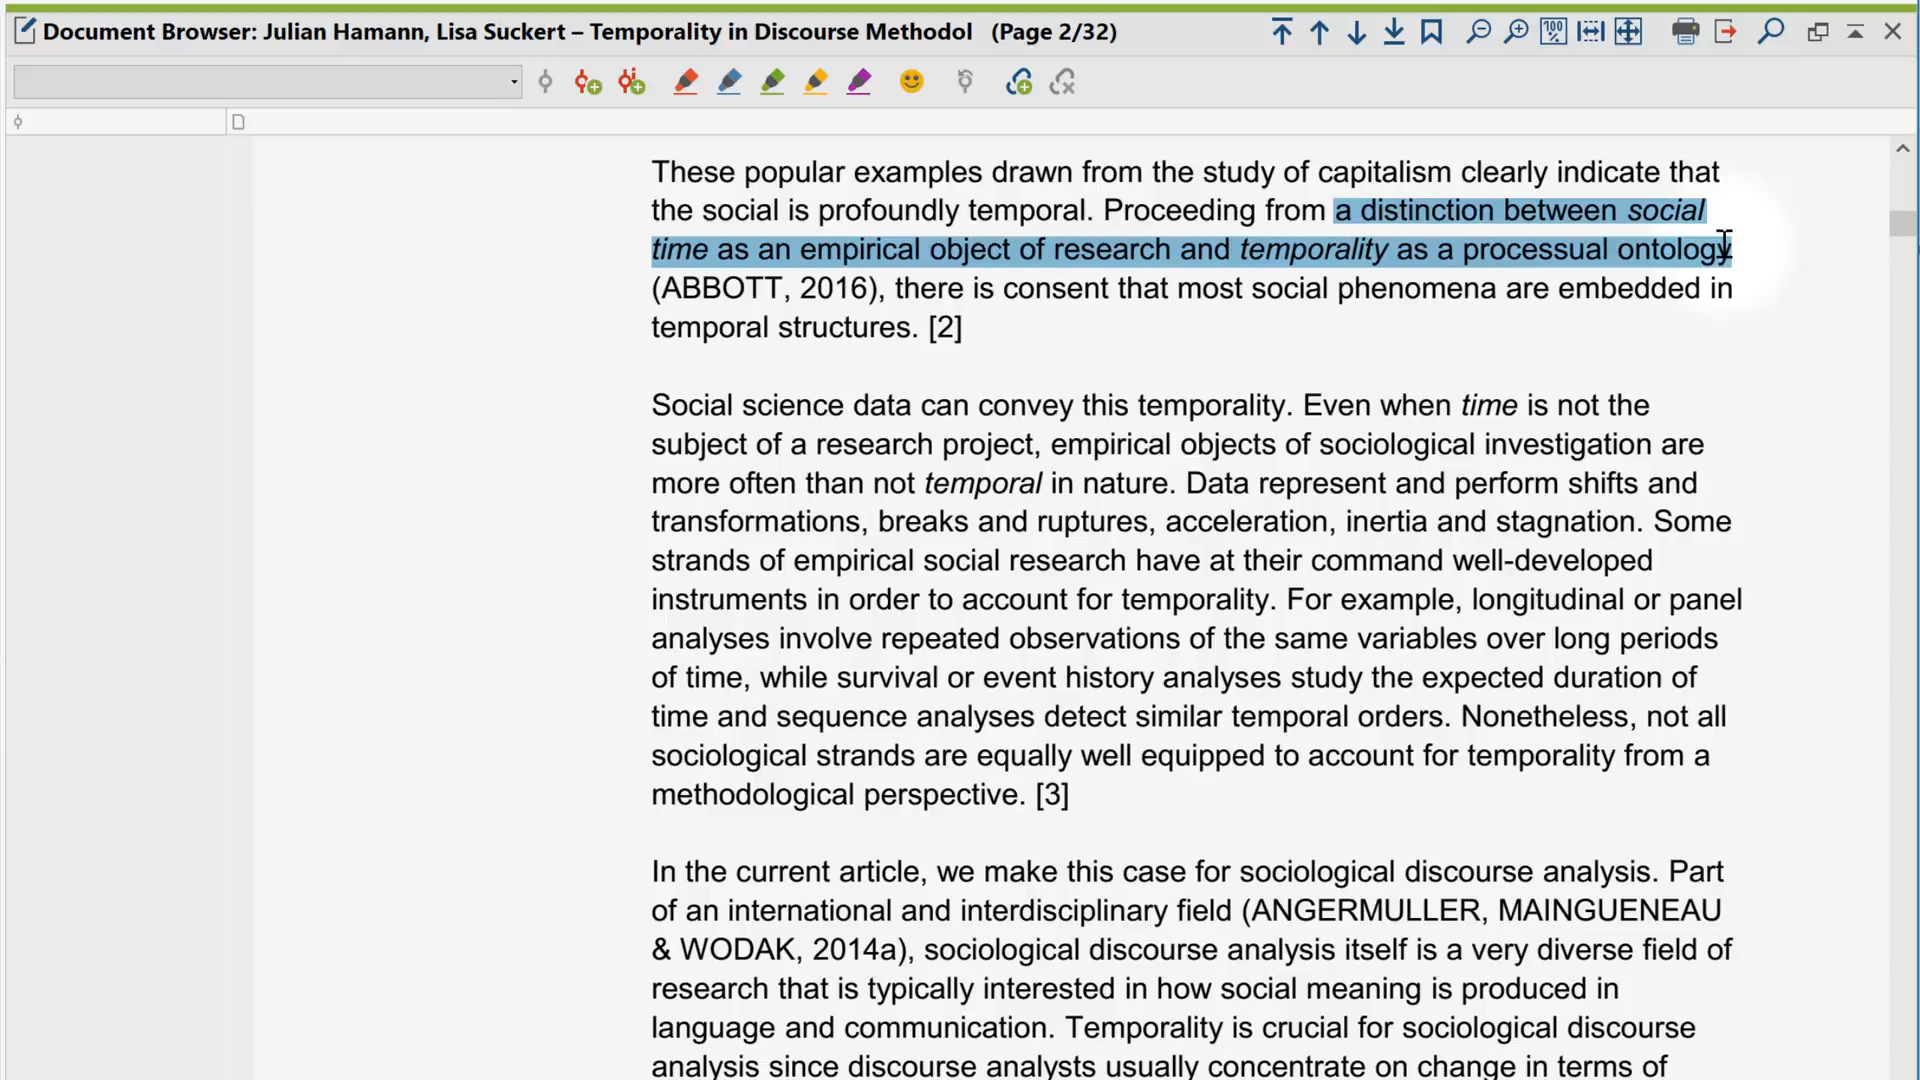 Document Browser: Julian Hamann, Lisa Suckert – Temporality in Discourse Methodol (Page 2/32)
100 %
These popular examples drawn from the study of capitalism clearly indicate that
the social is profoundly temporal. Proceeding from a distinction between social
time as an empirical object of research and temporality as a processual ontology
(ABBOTT, 2016), there is consent that most social phenomena are embedded in
temporal structures. [2]
Social science data can convey this temporality. Even when time is not the
subject of a research project, empirical objects of sociological investigation are
more often than not temporal in nature. Data represent and perform shifts and
transformations, breaks and ruptures, acceleration, inertia and stagnation. Some
strands of empirical social research have at their command well-developed
instruments in order to account for temporality. For example, longitudinal or panel
analyses involve repeated observations of the same variables over long periods
of time, while survival or event history analyses study the expected duration of
time and sequence analyses detect similar temporal orders. Nonetheless, not all
sociological strands are equally well equipped to account for temporality from a
methodological perspective. [3]
In the current article, we make this case for sociological discourse analysis. Part
of an international and interdisciplinary field (ANGERMULLER, MAINGUENEAU
& WODAK, 2014a), sociological discourse analysis itself is a very diverse field of
research that is typically interested in how social meaning is produced in
language and communication. Temporality is crucial for sociological discourse
analysis since discourse analysts usually concentrate on change in terms of